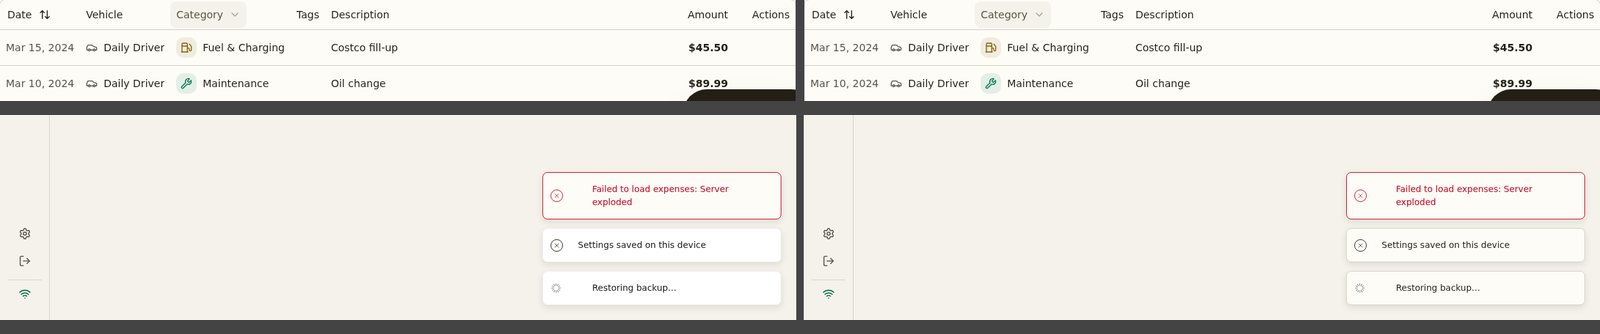 Date Vehicle Category Tags Description Amount Actions
Mar 15, 2024 Daily Driver Fuel & Charging Costco fill-up $45.50
Mar 10, 2024 Daily Driver Maintenance Oil change $89.99
Date Vehicle Category Tags Description Amount Actions
Mar 15, 2024 Daily Driver Fuel & Charging Costco fill-up $45.50
Mar 10, 2024 Daily Driver Maintenance Oil change $89.99
Failed to load expenses: Server
exploded
Settings saved on this device
Restoring backup...
Failed to load expenses: Server
exploded
Settings saved on this device
Restoring backup...